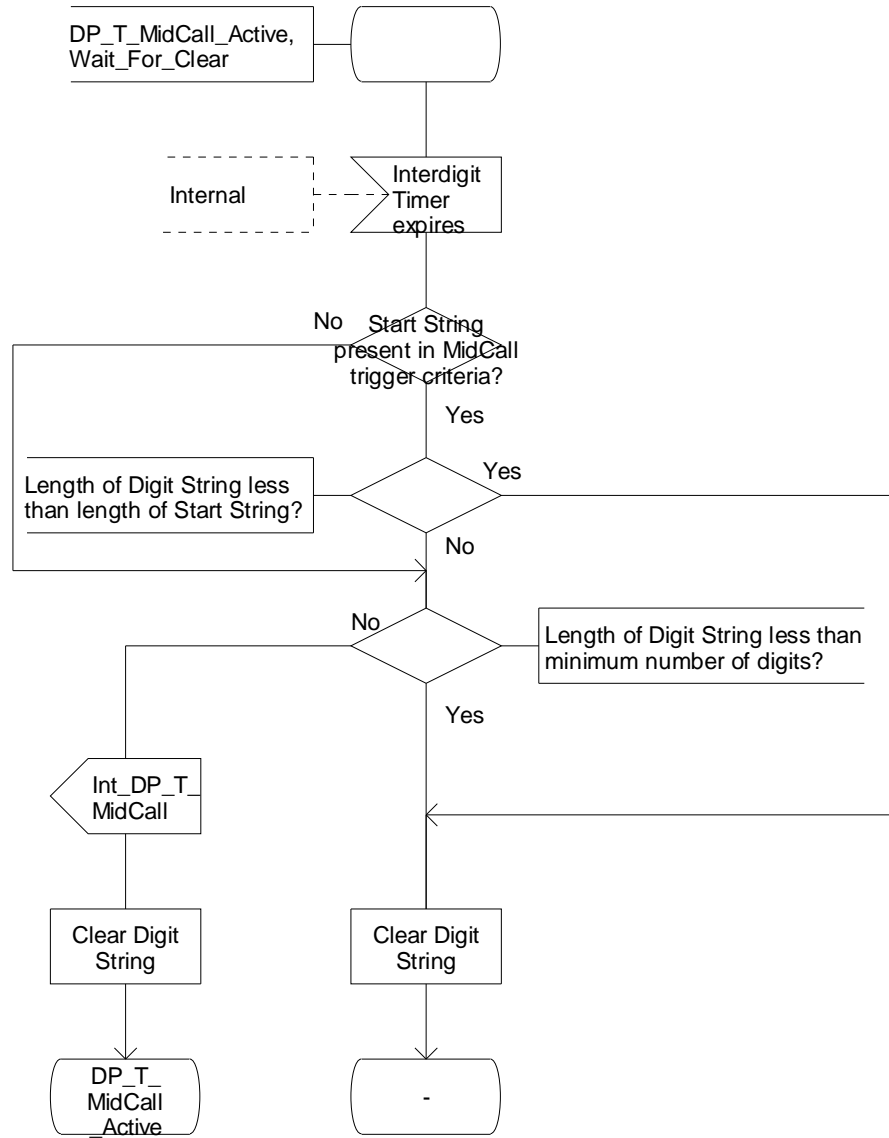 DP_T_MidCall_Active,
Wait_For_Clear
Internal
Interdigit
Timer
expires
No
Start String
present in MidCall
trigger criteria?
Yes
Length of Digit String less
than length of Start String?
Yes
No
No
Length of Digit String less than
minimum number of digits?
Yes
Int_DP_T_
MidCall
Clear Digit
String
Clear Digit
String
DP_T_
MidCall
_Active
-